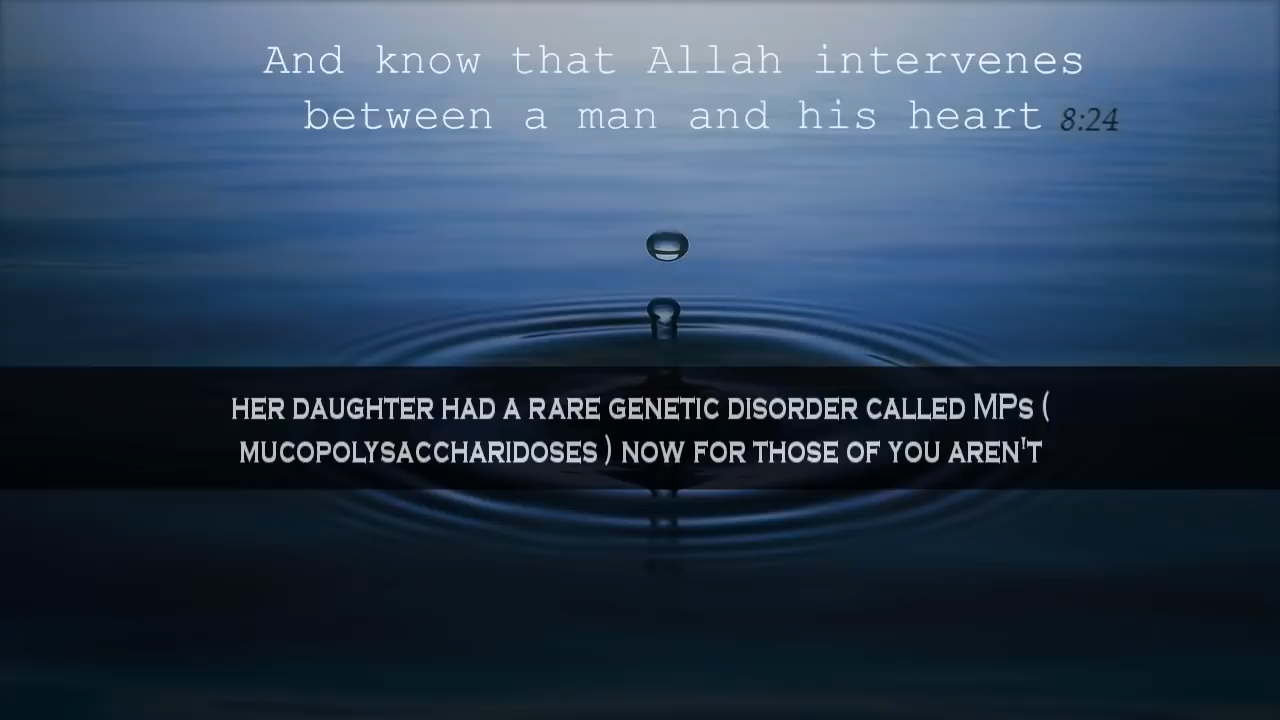 And know that Allah intervenes
between a man and his heart 8:24
HER DAUGHTER HAD A RARE GENETIC DISORDER CALLED MPS (
MUCOPOLYSACCHARIDOSES ) NOW FOR THOSE OF YOU AREN'T